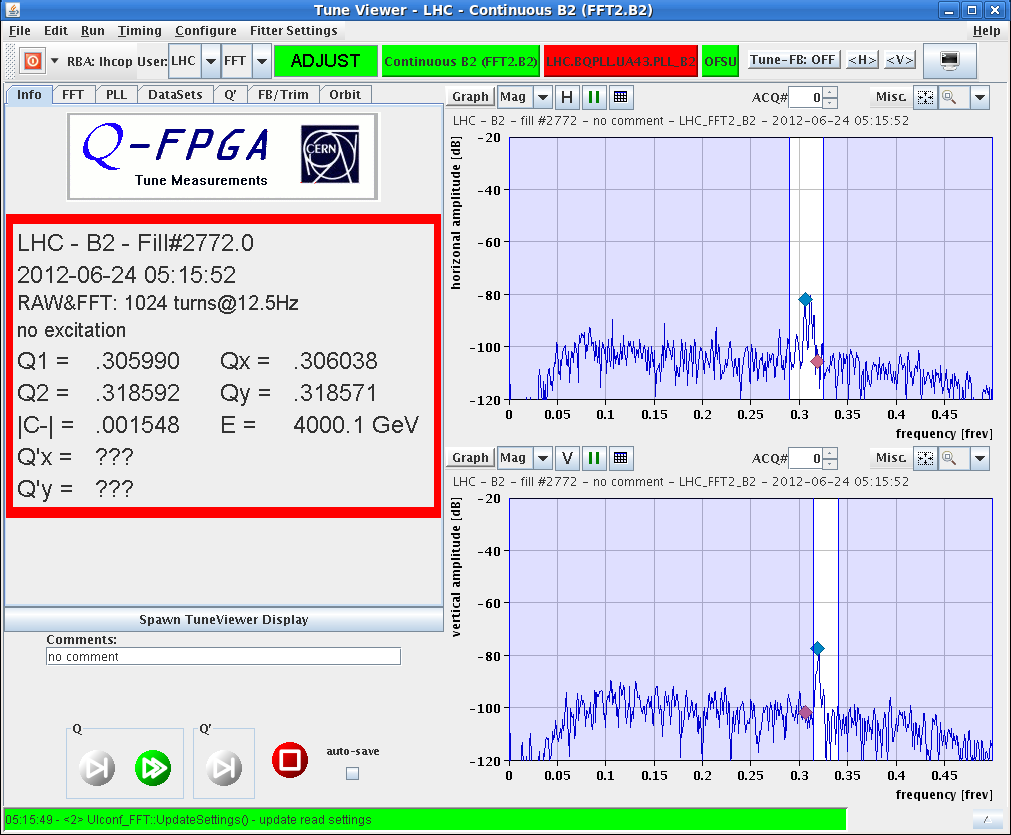 Tune Viewer - LHC - Continuous B2 (FFT2.B2)
File Edit Run Timing Configure Fitter Settings Help
RBA: lhcop User: LHC FFT ADJUST Continuous B2 (FFT2.B2) LHC.BQPLL.UA43.PLL_B2 OFSU Tune-FB: OFF <H> <V>
Info FFT PLL DataSets Q' FB/Trim Orbit
Q-FPGA
Tune Measurements
CERN
LHC - B2 - Fill#2772.0
2012-06-24 05:15:52
RAW&FFT: 1024 turns@12.5Hz
no excitation
Q1 = .305990 Qx = .306038
Q2 = .318592 Qy = .318571
|C-| = .001548 E = 4000.1 GeV
Q'x = ???
Q'y = ???
Spawn TuneViewer Display
Comments:
no comment
Q
Q'
auto-save
Graph Mag H ACQ# 0 Misc.
LHC - B2 - fill #2772 - no comment - LHC_FFT2_B2 - 2012-06-24 05:15:52
horizonal amplitude [dB]
-20
-40
-60
-80
-100
-120
0 0.05 0.1 0.15 0.2 0.25 0.3 0.35 0.4 0.45
frequency [frev]
Graph Mag V ACQ# 0 Misc.
LHC - B2 - fill #2772 - no comment - LHC_FFT2_B2 - 2012-06-24 05:15:52
vertical amplitude [dB]
-20
-40
-60
-80
-100
-120
0 0.05 0.1 0.15 0.2 0.25 0.3 0.35 0.4 0.45
frequency [frev]
05:15:49 - <2> UIconf_FFT::UpdateSettings() - update read settings